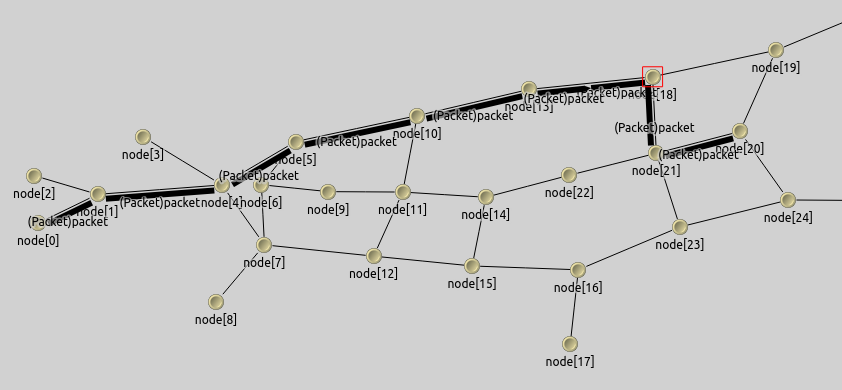 node[19]
(Packet)packet
node[18]
(Packet)packet
node[13]
(Packet)packet
node[10]
(Packet)packet
(Packet)packet
node[20]
(Packet)packet
node[3]
node[5]
node[21]
(Packet)packet
node[2]
node[22]
(Packet)packet
node[4]
node[6]
node[9]
node[11]
node[14]
node[1]
node[24]
(Packet)packet
node[0]
node[23]
node[7]
node[12]
node[15]
node[16]
node[8]
node[17]